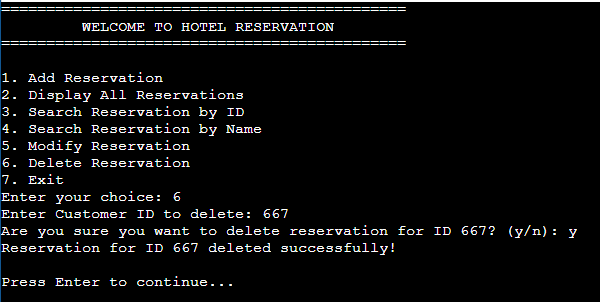 =============================================
WELCOME TO HOTEL RESERVATION
=============================================
1. Add Reservation
2. Display All Reservations
3. Search Reservation by ID
4. Search Reservation by Name
5. Modify Reservation
6. Delete Reservation
7. Exit
Enter your choice: 6
Enter Customer ID to delete: 667
Are you sure you want to delete reservation for ID 667? (y/n): y
Reservation for ID 667 deleted successfully!
Press Enter to continue...